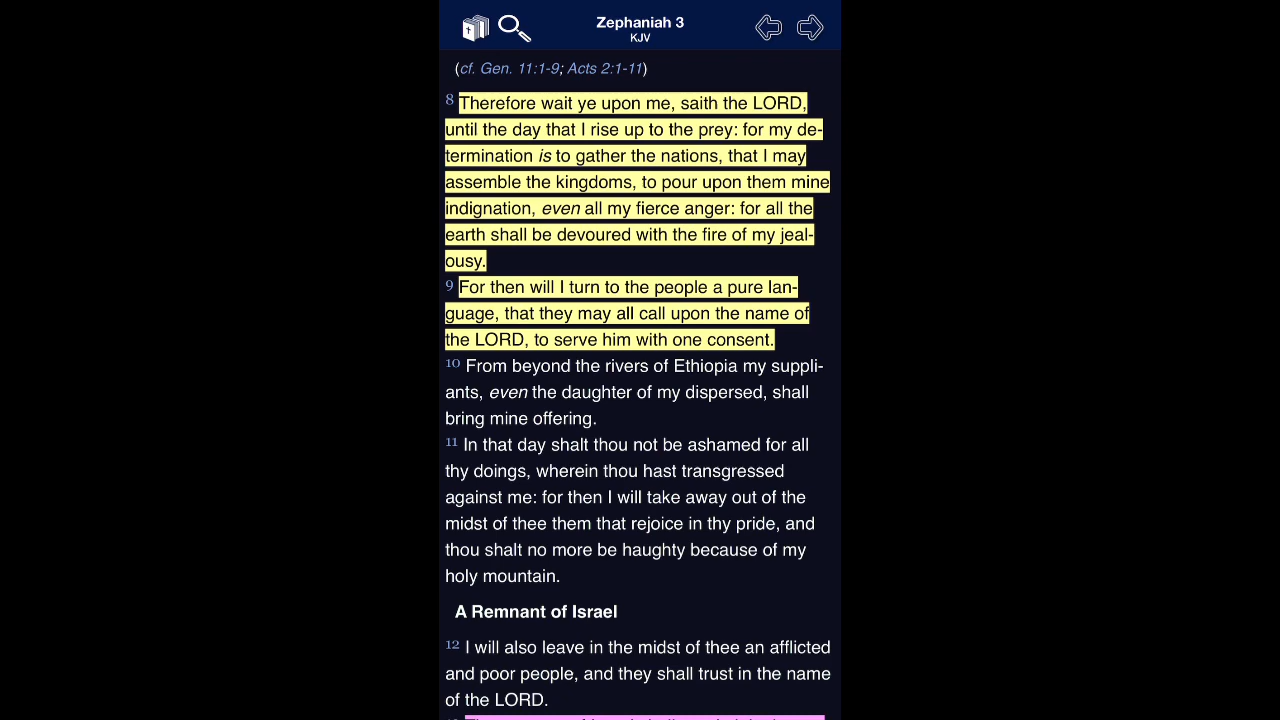 Zephaniah 3
KJV
(cf. Gen. 11:1-9; Acts 2:1-11)
8 Therefore wait ye upon me, saith the LORD,
until the day that I rise up to the prey: for my de-
termination is to gather the nations, that I may
assemble the kingdoms, to pour upon them mine
indignation, even all my fierce anger: for all the
earth shall be devoured with the fire of my jeal-
ousy.
9 For then will I turn to the people a pure lan-
guage, that they may all call upon the name of
the LORD, to serve him with one consent.
10 From beyond the rivers of Ethiopia my suppli-
ants, even the daughter of my dispersed, shall
bring mine offering.
11 In that day shalt thou not be ashamed for all
thy doings, wherein thou hast transgressed
against me: for then I will take away out of the
midst of thee them that rejoice in thy pride, and
thou shalt no more be haughty because of my
holy mountain.
A Remnant of Israel
12 I will also leave in the midst of thee an afflicted
and poor people, and they shall trust in the name
of the LORD.